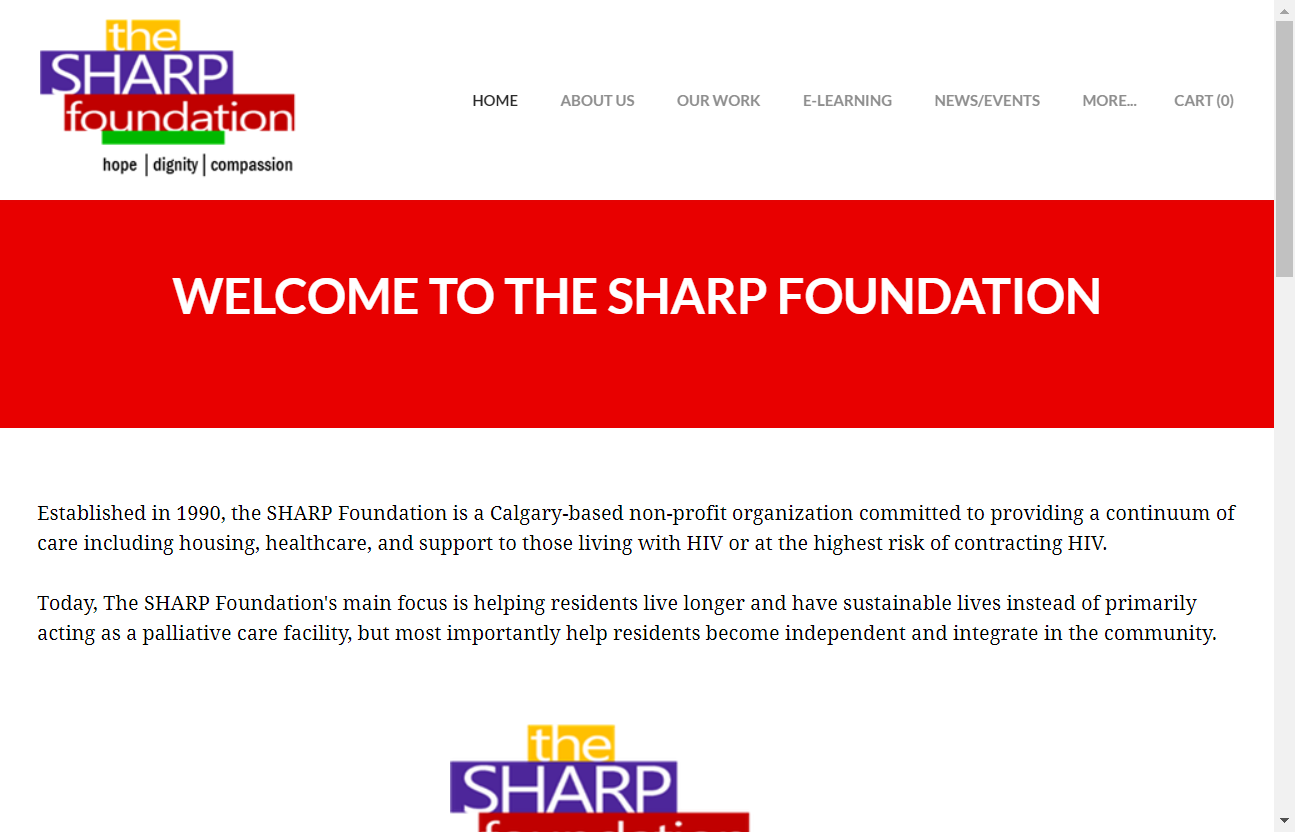 the
SHARP
foundation
hope | dignity | compassion
HOME ABOUT US OUR WORK E-LEARNING NEWS/EVENTS MORE... CART (0)
WELCOME TO THE SHARP FOUNDATION
Established in 1990, the SHARP Foundation is a Calgary-based non-profit organization committed to providing a continuum of
care including housing, healthcare, and support to those living with HIV or at the highest risk of contracting HIV.
Today, The SHARP Foundation's main focus is helping residents live longer and have sustainable lives instead of primarily
acting as a palliative care facility, but most importantly help residents become independent and integrate in the community.
the
SHARP
foundation